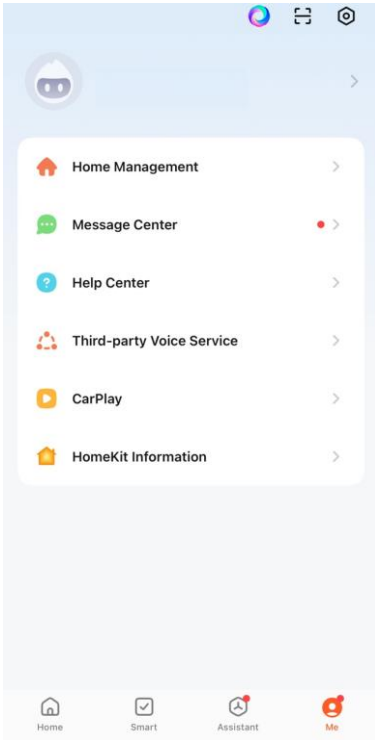 Home Management
Message Center
Help Center
Third-party Voice Service
CarPlay
HomeKit Information
Home
Smart
Assistant
Me